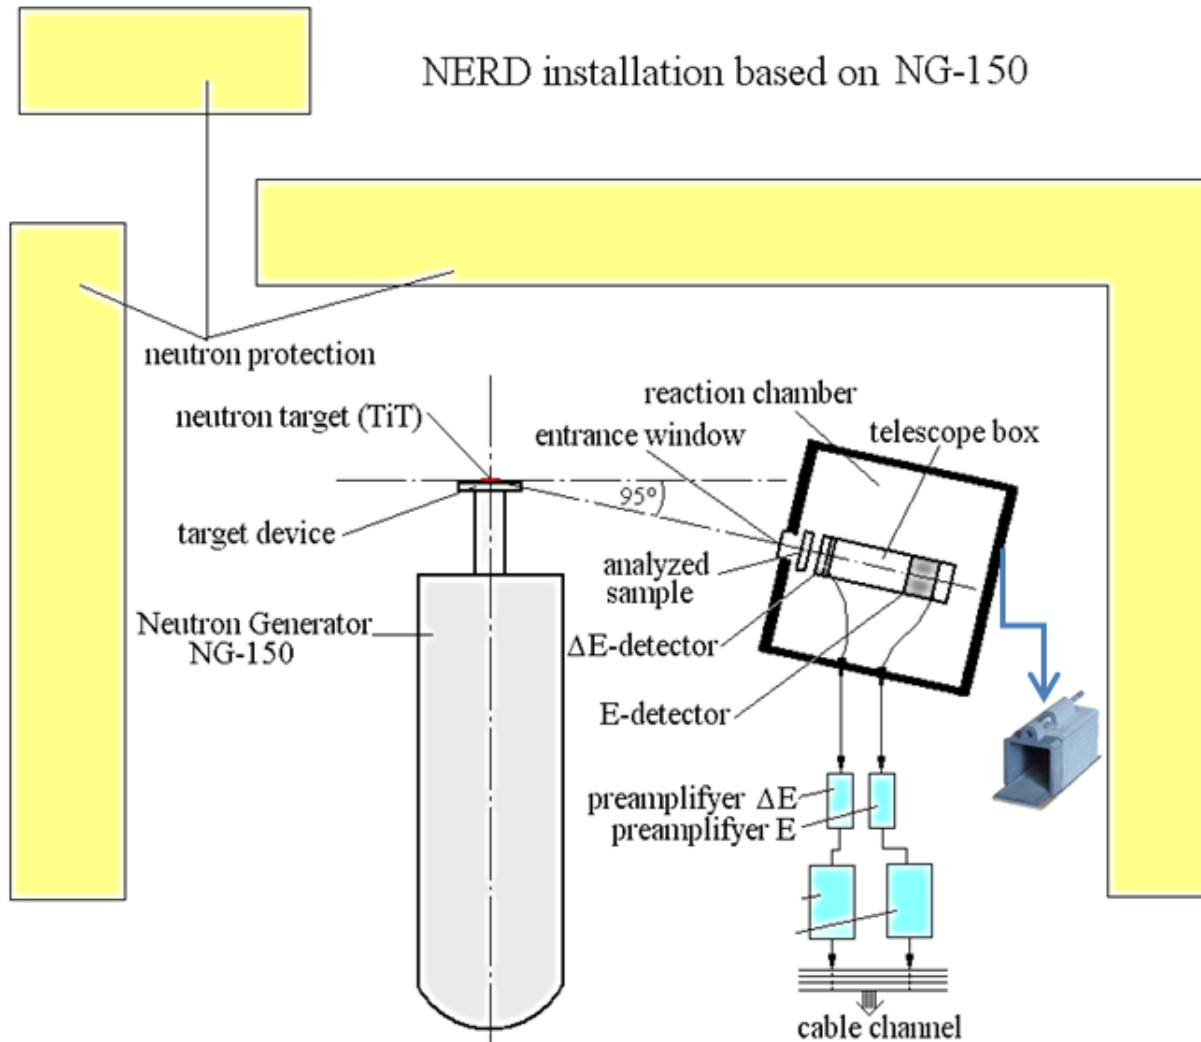 NERD installation based on NG-150
neutron protection
neutron target (TiT)
target device
Neutron Generator
NG-150
95º
reaction chamber
entrance window
telescope box
analyzed
sample
ΔE-detector
E-detector
preamplifyer ΔE
preamplifyer E
cable channel